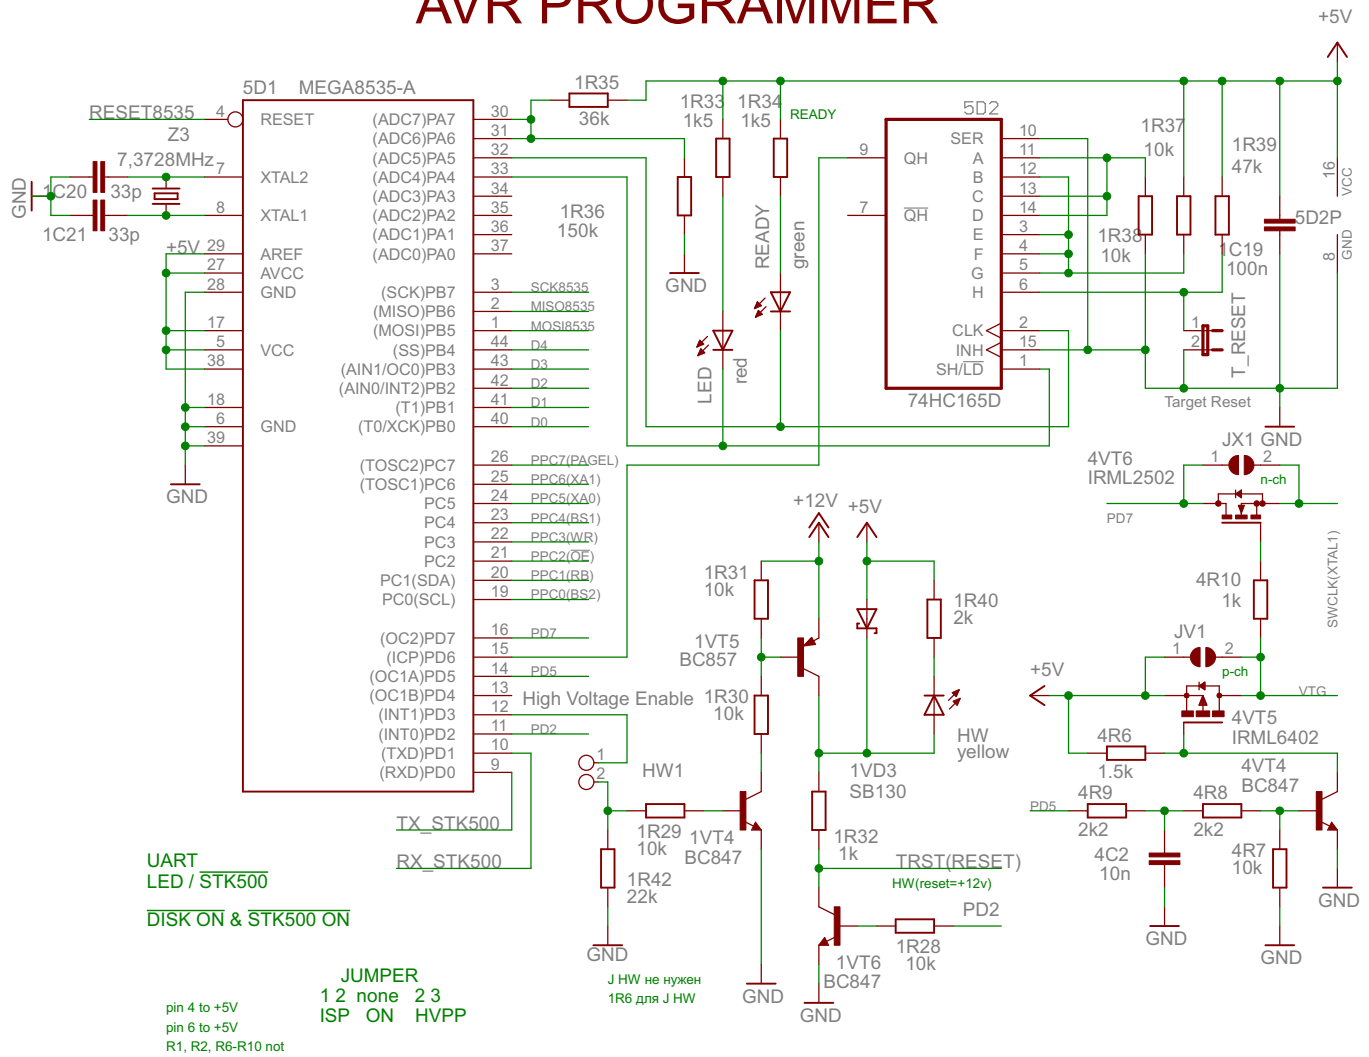 AVR PROGRAMMER
+5V
5D1 MEGA8535-A
RESET8535
4
RESET
Z3
7,3728MHz
GND
1C20
33p
7
XTAL2
1C21
33p
8
XTAL1
+5V
29
AREF
27
AVCC
28
GND
17
5
VCC
38
18
6
GND
39
GND
(ADC7)PA7
30
(ADC6)PA6
31
(ADC5)PA5
32
(ADC4)PA4
33
(ADC3)PA3
34
(ADC2)PA2
35
(ADC1)PA1
36
(ADC0)PA0
37
(SCK)PB7
3
SCK8535
(MISO)PB6
2
MISO8535
(MOSI)PB5
1
MOSI8535
(SS)PB4
44
D4
(AIN1/OC0)PB3
43
D3
(AIN0/INT2)PB2
42
D2
(T1)PB1
41
D1
(T0/XCK)PB0
40
D0
(TOSC2)PC7
26
PPC7(PAGEL)
(TOSC1)PC6
25
PPC6(XA1)
PC5
24
PPC5(XA0)
PC4
23
PPC4(BS1)
PC3
22
PPC3(WR)
PC2
21
PPC2(OE)
PC1(SDA)
20
PPC1(RB)
PC0(SCL)
19
PPC0(BS2)
(OC2)PD7
16
PD7
(ICP)PD6
15
(OC1A)PD5
14
PD5
(OC1B)PD4
13
(INT1)PD3
12
(INT0)PD2
11
PD2
(TXD)PD1
10
(RXD)PD0
9
High Voltage Enable
TX_STK500
RX_STK500
1R35
36k
1R36
150k
GND
1R33
1k5
1R34
1k5
READY
READY
green
LED
red
5D2
9
QH
7
QH
SER
10
A
11
B
12
C
13
D
14
E
3
F
4
G
5
H
6
CLK
2
INH
15
SH/LD
1
74HC165D
1R37
10k
1R39
47k
1R38
10k
1C19
100n
5D2P
16
VCC
GND
8
1
2
T_RESET
Target Reset
GND
4VT6
IRML2502
JX1
1
2
n-ch
PD7
SWCLK(XTAL1)
4R10
1k
JV1
1
2
p-ch
+5V
VTG
4VT5
IRML6402
4R6
1.5k
4VT4
BC847
PD5
4R9
2k2
4R8
2k2
4C2
10n
4R7
10k
GND
GND
GND
+12V
+5V
1R31
10k
1VT5
BC857
1R30
10k
1R40
2k
HW
yellow
1VD3
SB130
1
2
HW1
1R29
10k
1VT4
BC847
1R42
22k
GND
1R32
1k
TRST(RESET)
HW(reset=+12v)
PD2
1R28
10k
1VT6
BC847
GND
GND
J HW не нужен
1R6 для J HW
UART
LED / STK500
DISK ON & STK500 ON
JUMPER
1 2 none 2 3
ISP ON HVPP
pin 4 to +5V
pin 6 to +5V
R1, R2, R6-R10 not